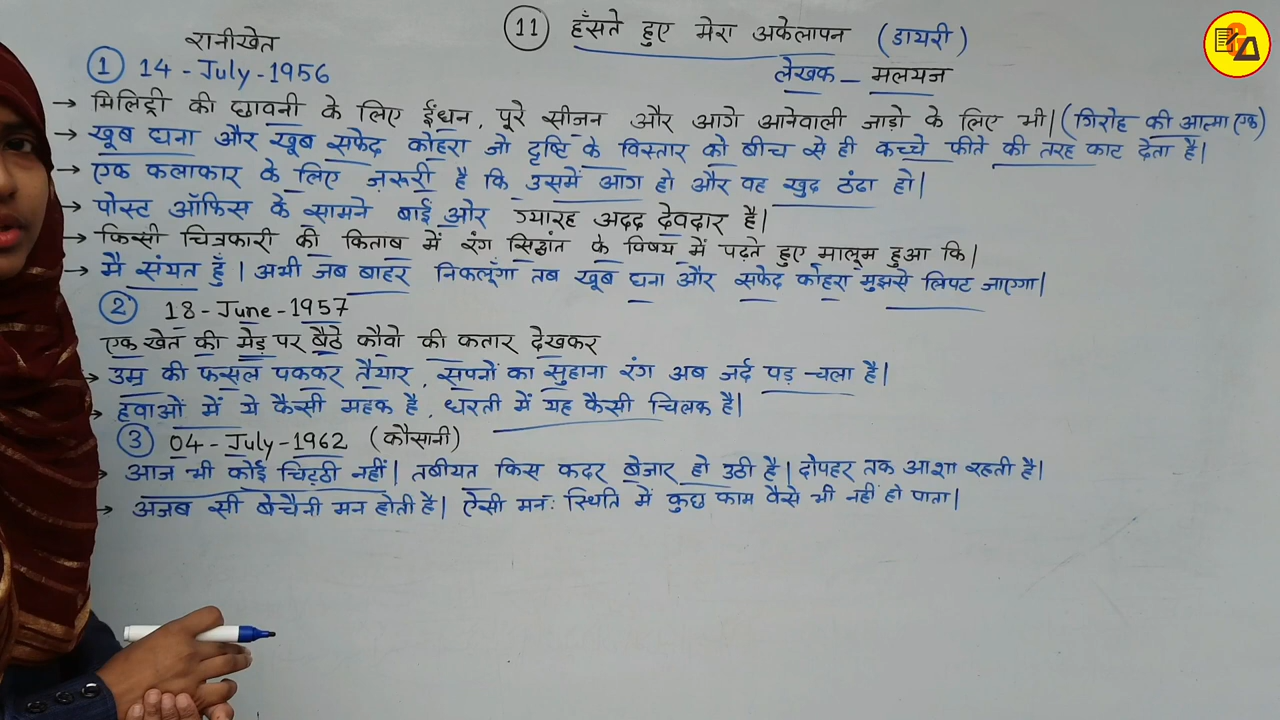 11 हँसते हुए मेरा अकेलापन (डायरी)
रानीखेत
लेखक - मलयज
1 14 - July - 1956
→ मिलिट्री की छावनी के लिए ईंधन, पूरे सीजन और आगे आनेवाली जाड़ो के लिए भी। (गिरोह की आत्मा एक)
→ खूब घना और खूब सफेद कोहरा जो दृष्टि के विस्तार को बीच से ही कच्चे फीते की तरह काट देता है।
→ एक कलाकार के लिए ज़रूरी है कि उसमें आग हो और वह खुद ठंढा हो।
→ पोस्ट ऑफिस के सामने बाईं ओर ग्यारह अदद देवदार है।
→ किसी चित्रकारी की किताब में रंग सिद्धांत के विषय में पढ़ते हुए मालूम हुआ कि।
→ मै संयत हूँ। अभी जब बाहर निकलूंगा तब खूब घना और सफेद कोहरा मुझसे लिपट जाएगा।
2 18 - June - 1957
एक खेत की मेड़ पर बैठे कौवो की कतार देखकर
→ उम्र की फसल पककर तैयार, सपनों का सुहाना रंग अब जर्द पड़ चला है।
→ हवाओं में ये कैसी महक है, धरती में यह कैसी चिलक है।
3 04 - July - 1962 (कौसानी)
→ आज भी कोई चिट्ठी नहीं। तबीयत किस कदर बेजार हो उठी है। दोपहर तक आशा रहती है।
→ अजब सी बेचैनी मन होती है। ऐसी मनः स्थिति में कुछ काम वैसे भी नहीं हो पाता।